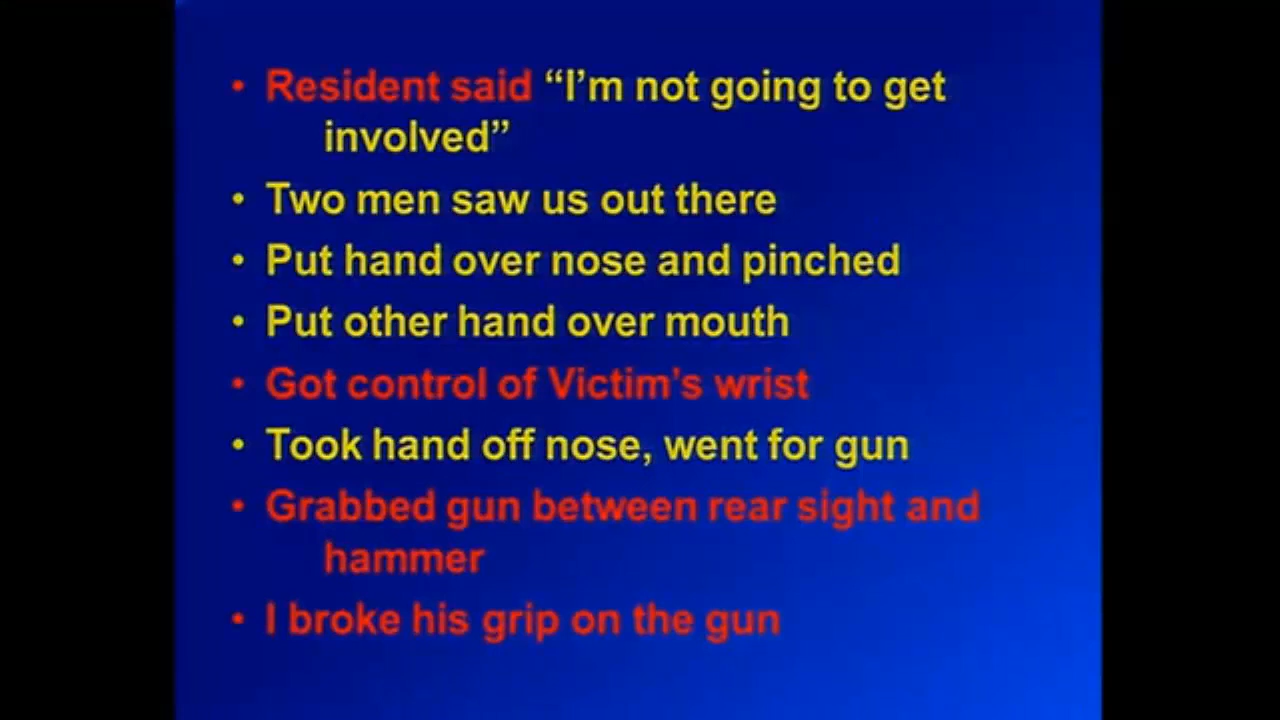 • Resident said “I’m not going to get
involved”
• Two men saw us out there
• Put hand over nose and pinched
• Put other hand over mouth
• Got control of Victim’s wrist
• Took hand off nose, went for gun
• Grabbed gun between rear sight and
hammer
• I broke his grip on the gun